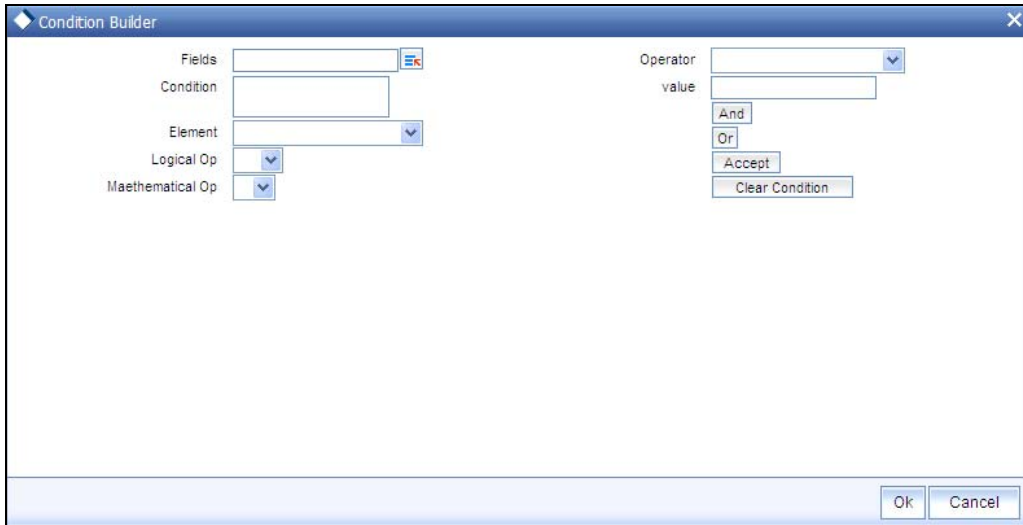 Condition Builder
Fields
Condition
Element
Logical Op
Maethematical Op
Operator
value
And
Or
Accept
Clear Condition
Ok
Cancel